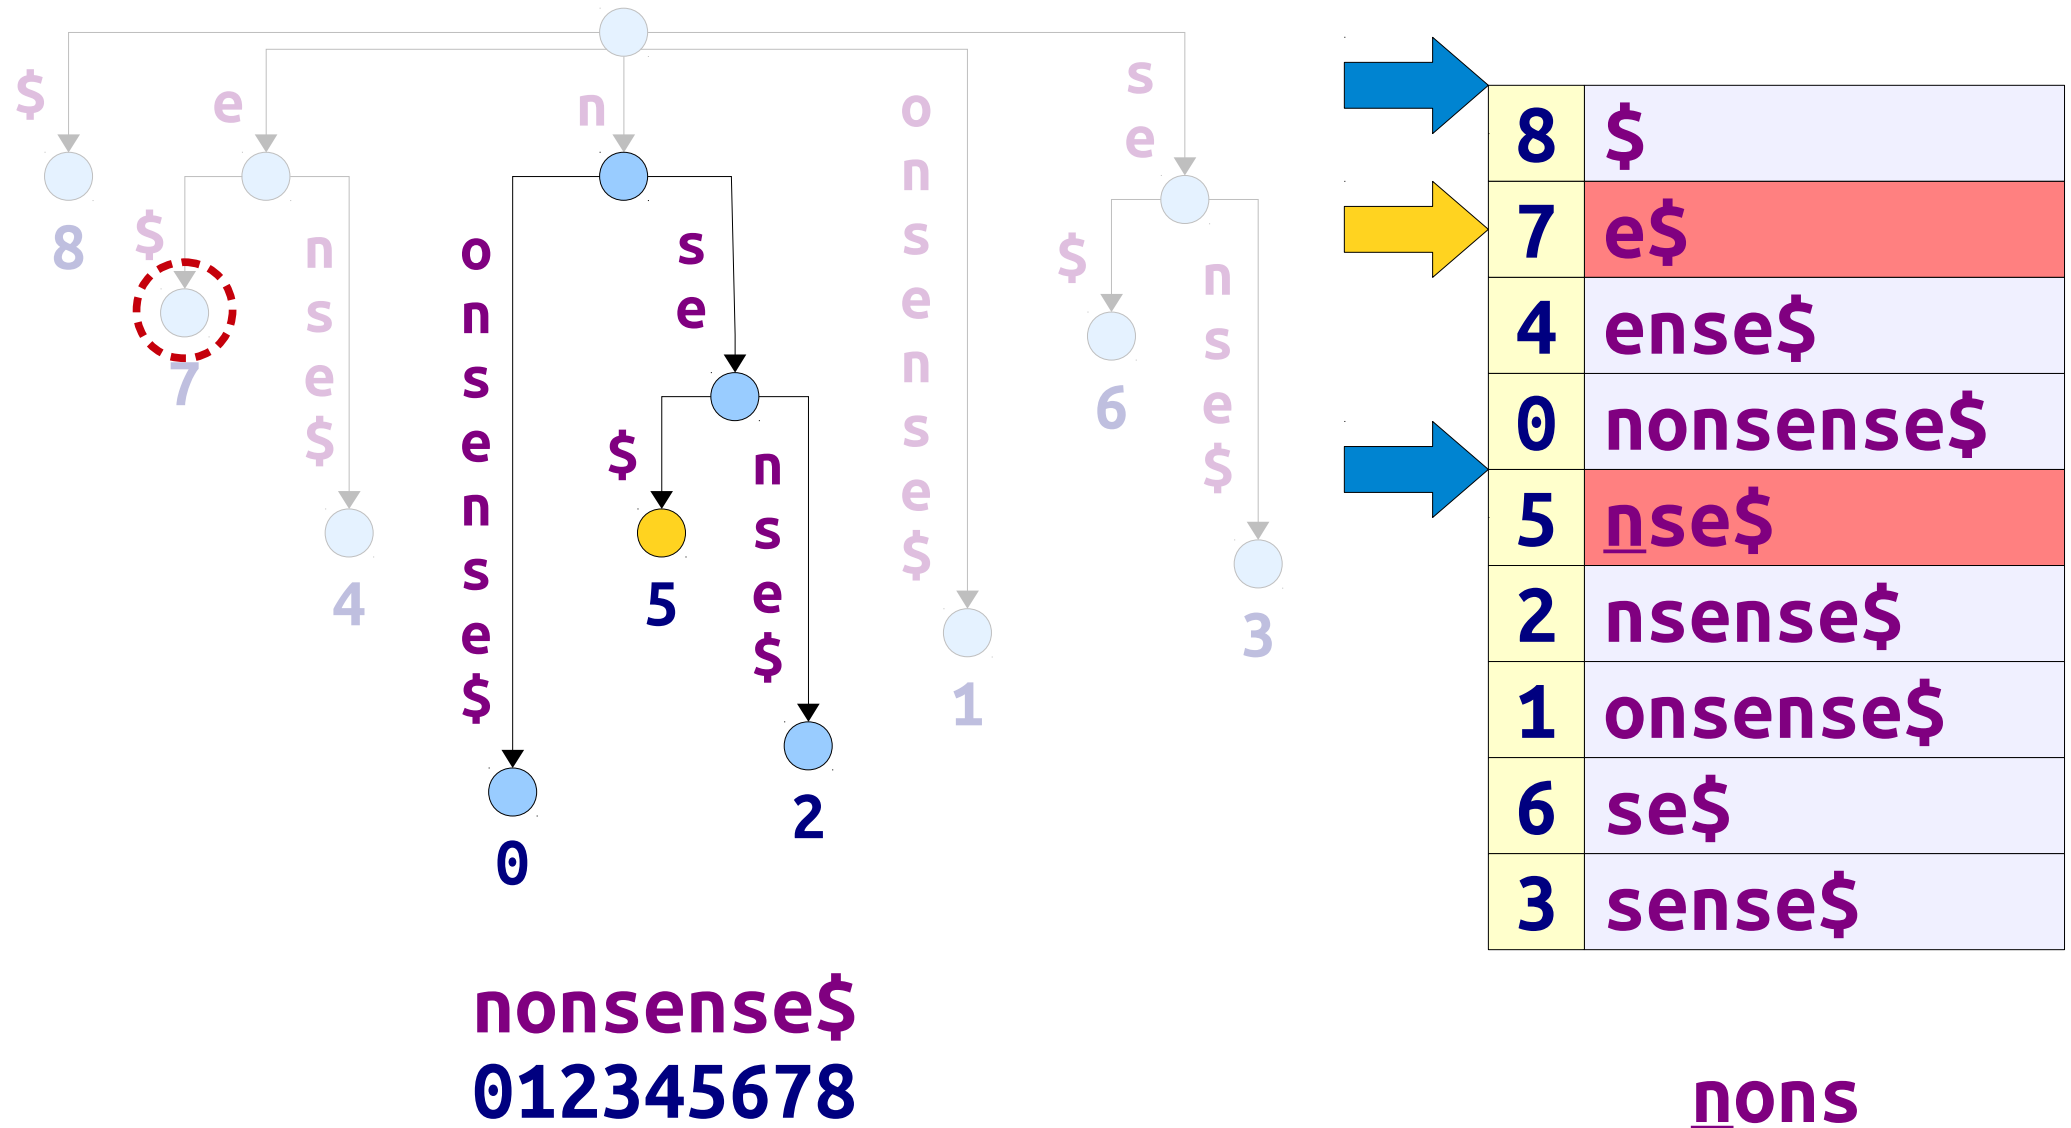 $
e
n
o
n
s
e
n
s
e
$
s
e
8
$
7
n
s
e
$
4
o
n
s
e
n
s
e
$
0
s
e
$
5
n
s
e
$
2
1
$
6
n
s
e
$
3
nonsense$
012345678
8 $
7 e$
4 ense$
0 nonsense$
5 nse$
2 nsense$
1 onsense$
6 se$
3 sense$
nons